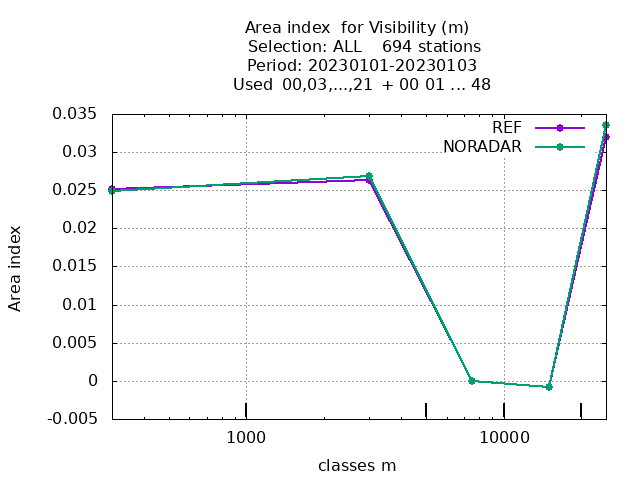 Area index  for Visibility (m)
Selection: ALL    694 stations
Period: 20230101-20230103
Used  00,03,...,21  + 00 01 ... 48
0.035
REF
0.03
NORADAR
0.025
0.02
Area index
0.015
0.01
0.005
0
-0.005
1000
10000
classes m